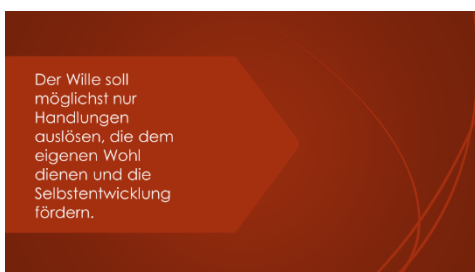 Der Wille soll
möglichst nur
Handlungen
auslösen, die dem
eigenen Wohl
dienen und die
Selbstentwicklung
fördern.